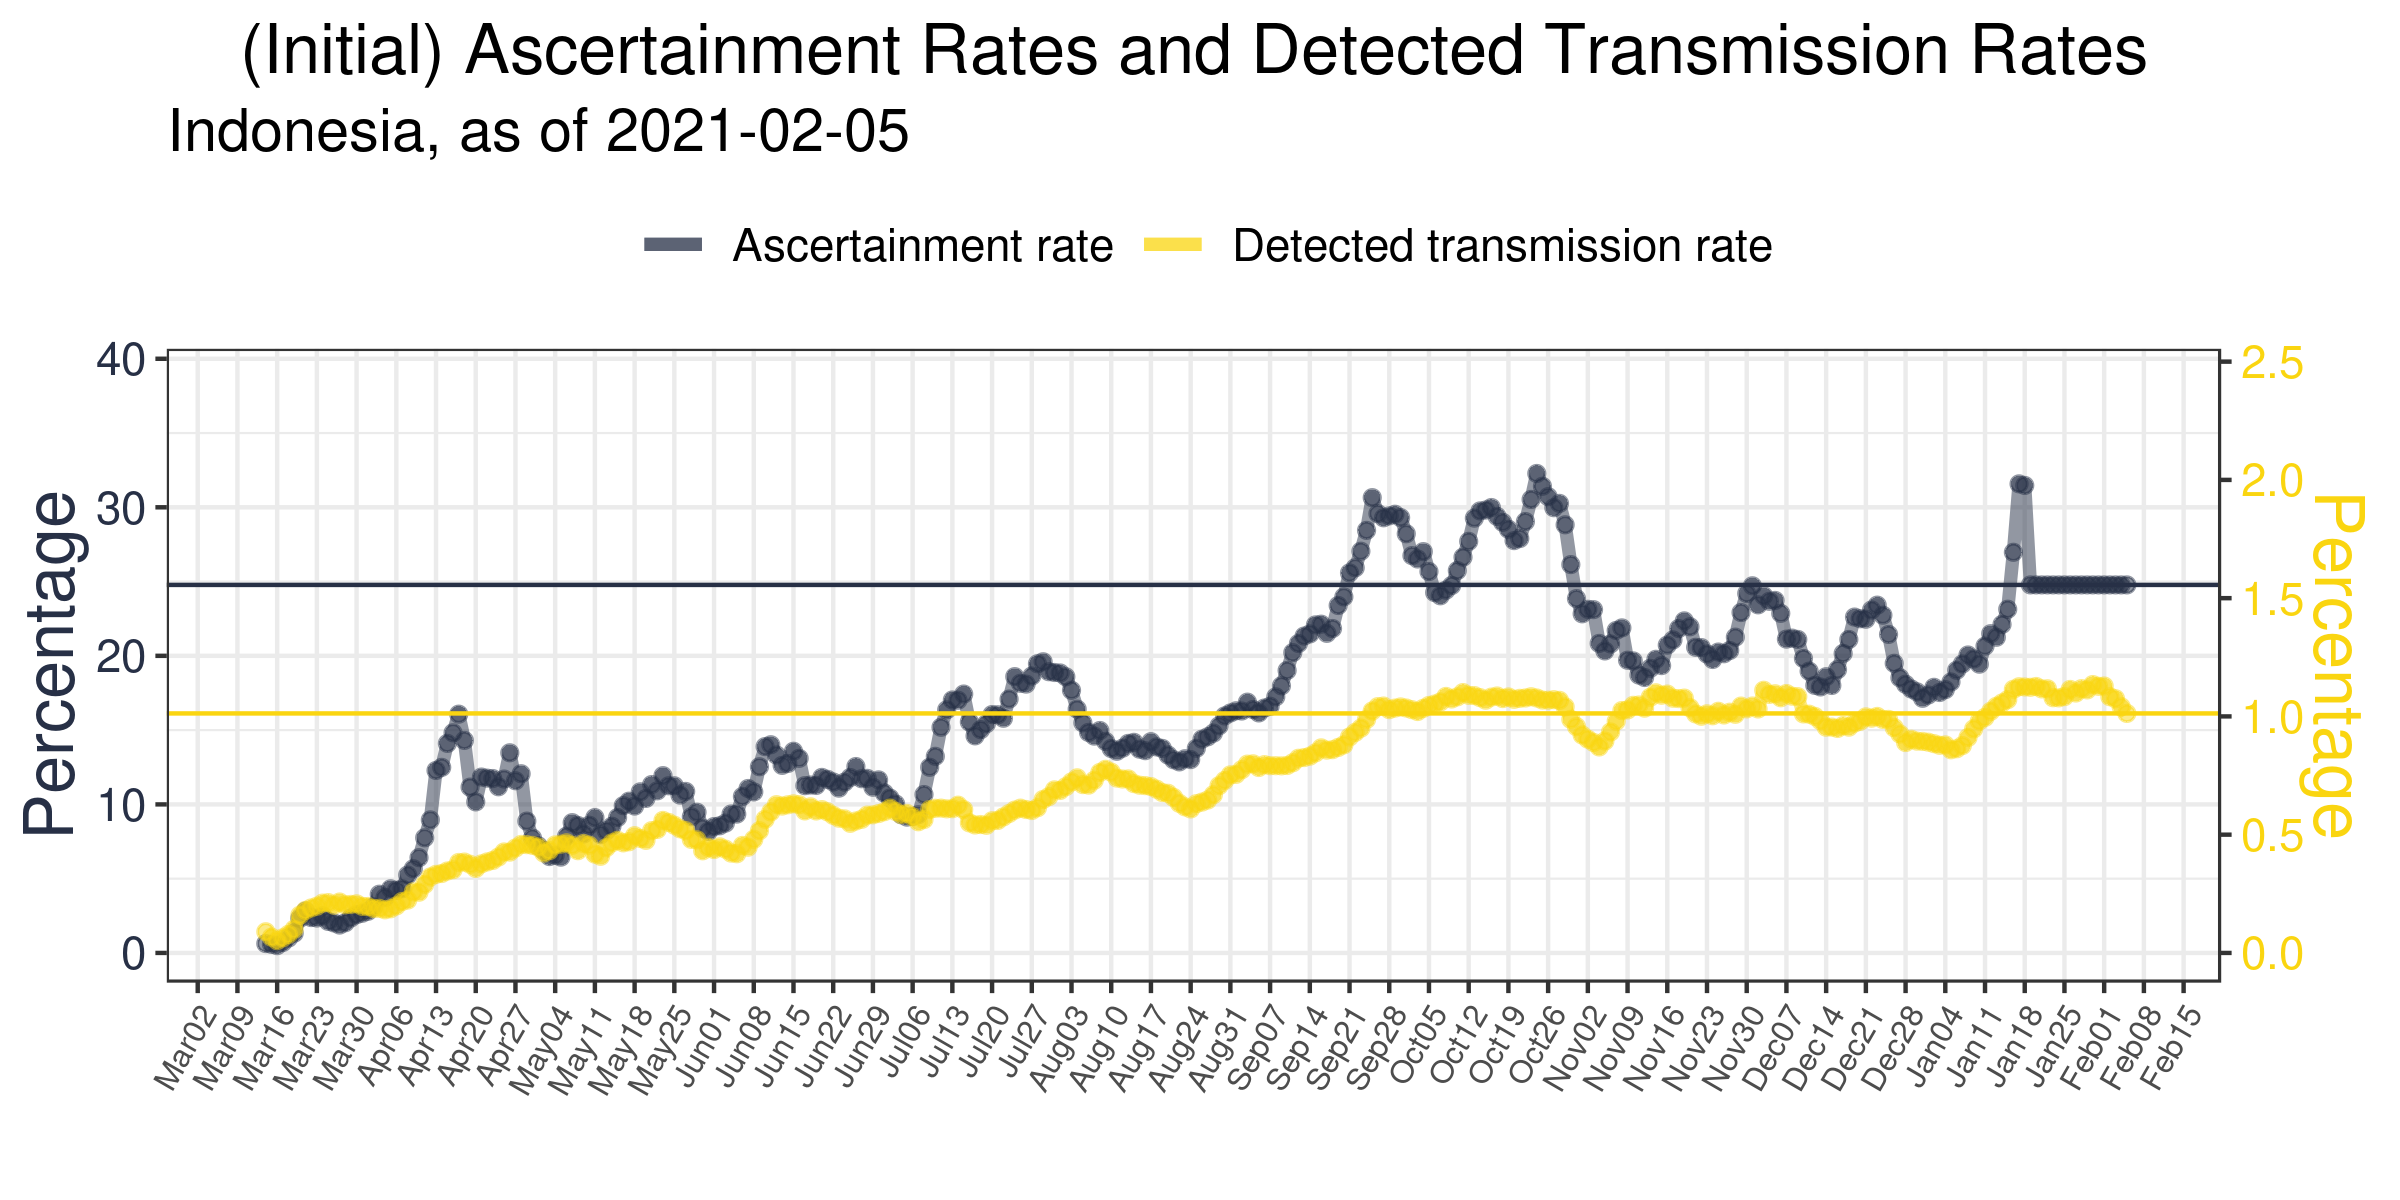 (Initial) Ascertainment Rates and Detected Transmission Rates
Indonesia, as of 2021-02-05
Ascertainment rate
Detected transmission rate
Percentage
40
30
20
10
0
2.5
2.0
1.5
1.0
0.5
0.0
Percentage
Mar02
Mar09
Mar16
Mar23
Mar30
Apr06
Apr13
Apr20
Apr27
May04
May11
May18
May25
Jun01
Jun08
Jun15
Jun22
Jun29
Jul06
Jul13
Jul20
Jul27
Aug03
Aug10
Aug17
Aug24
Aug31
Sep07
Sep14
Sep21
Sep28
Oct05
Oct12
Oct19
Oct26
Nov02
Nov09
Nov16
Nov23
Nov30
Dec07
Dec14
Dec21
Dec28
Jan04
Jan11
Jan18
Jan25
Feb01
Feb08
Feb15